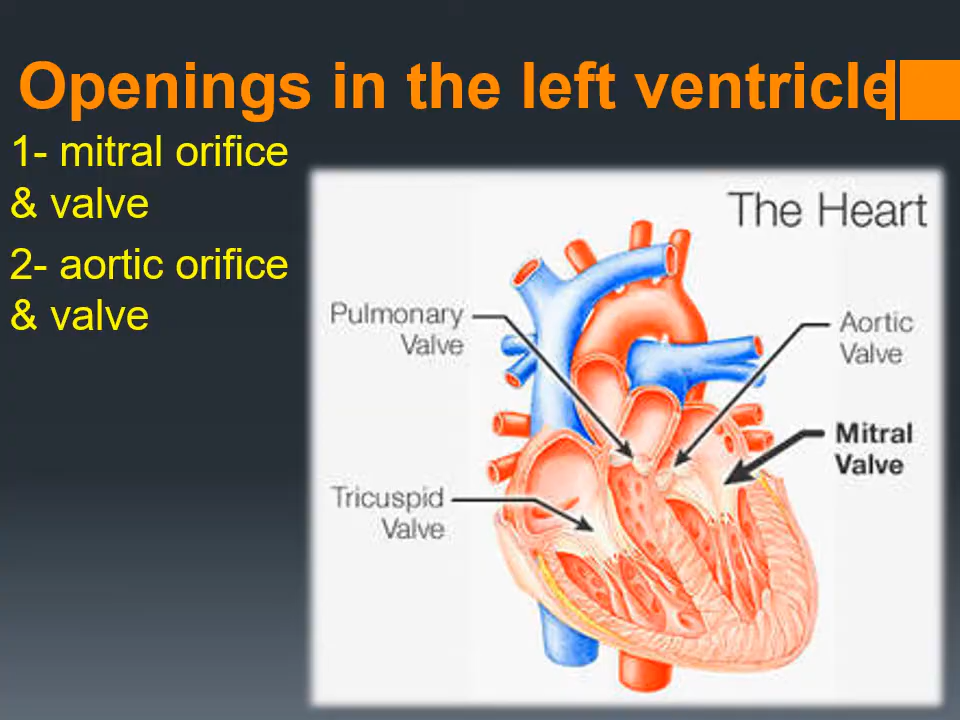 Openings in the left ventricle
1- mitral orifice
& valve
2- aortic orifice
& valve
The Heart
Pulmonary
Valve
Aortic
Valve
Mitral
Valve
Tricuspid
Valve